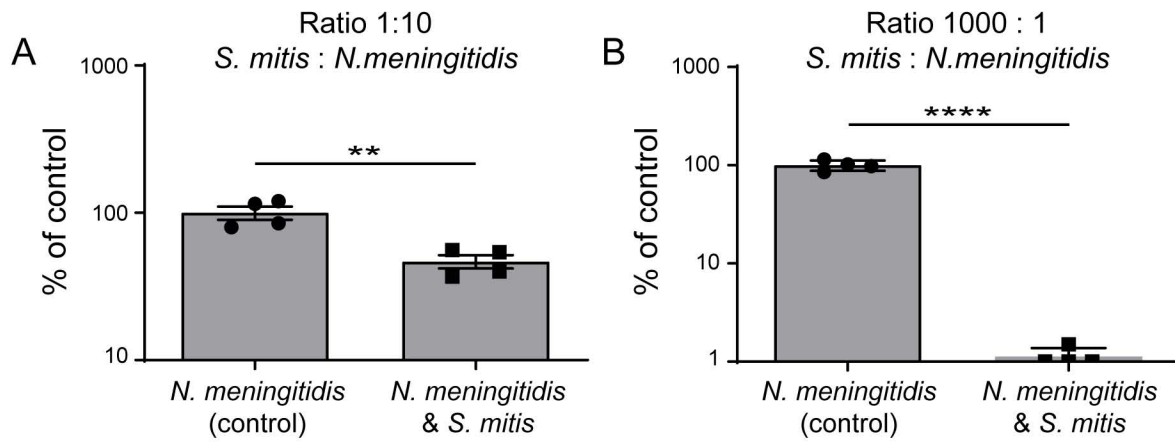 A
Ratio 1:10
S. mitis : N.meningitidis
% of control
1000
100
10
**
N. meningitidis
(control)
N. meningitidis
& S. mitis
B
Ratio 1000 : 1
S. mitis : N.meningitidis
% of control
1000
100
10
1
****
N. meningitidis
(control)
N. meningitidis
& S. mitis